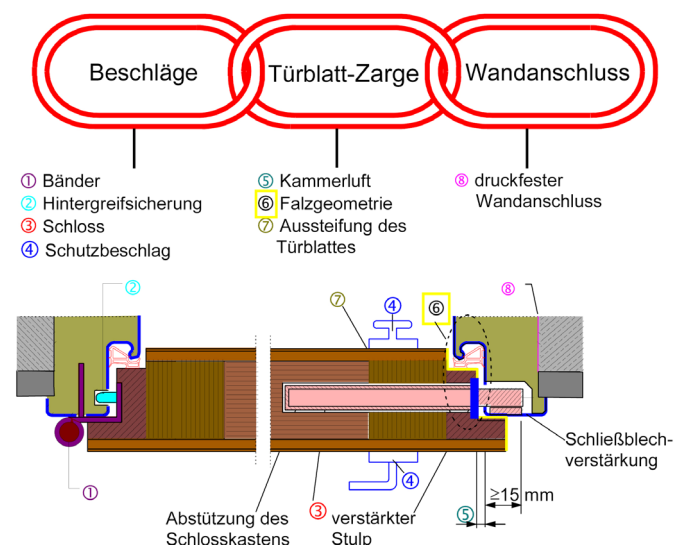 Beschläge
Türblatt-Zarge
Wandanschluss
① Bänder
② Hintergreifsicherung
③ Schloss
④ Schutzbeschlag
⑤ Kammerluft
⑥ Falzgeometrie
⑦ Aussteifung des
Türblattes
⑧ druckfester
Wandanschluss
②
⑦
④
⑥
⑧
Schließblech-
verstärkung
①
④
≥15 mm
Abstützung des
Schlosskastens
③ verstärkter
Stulp
⑤